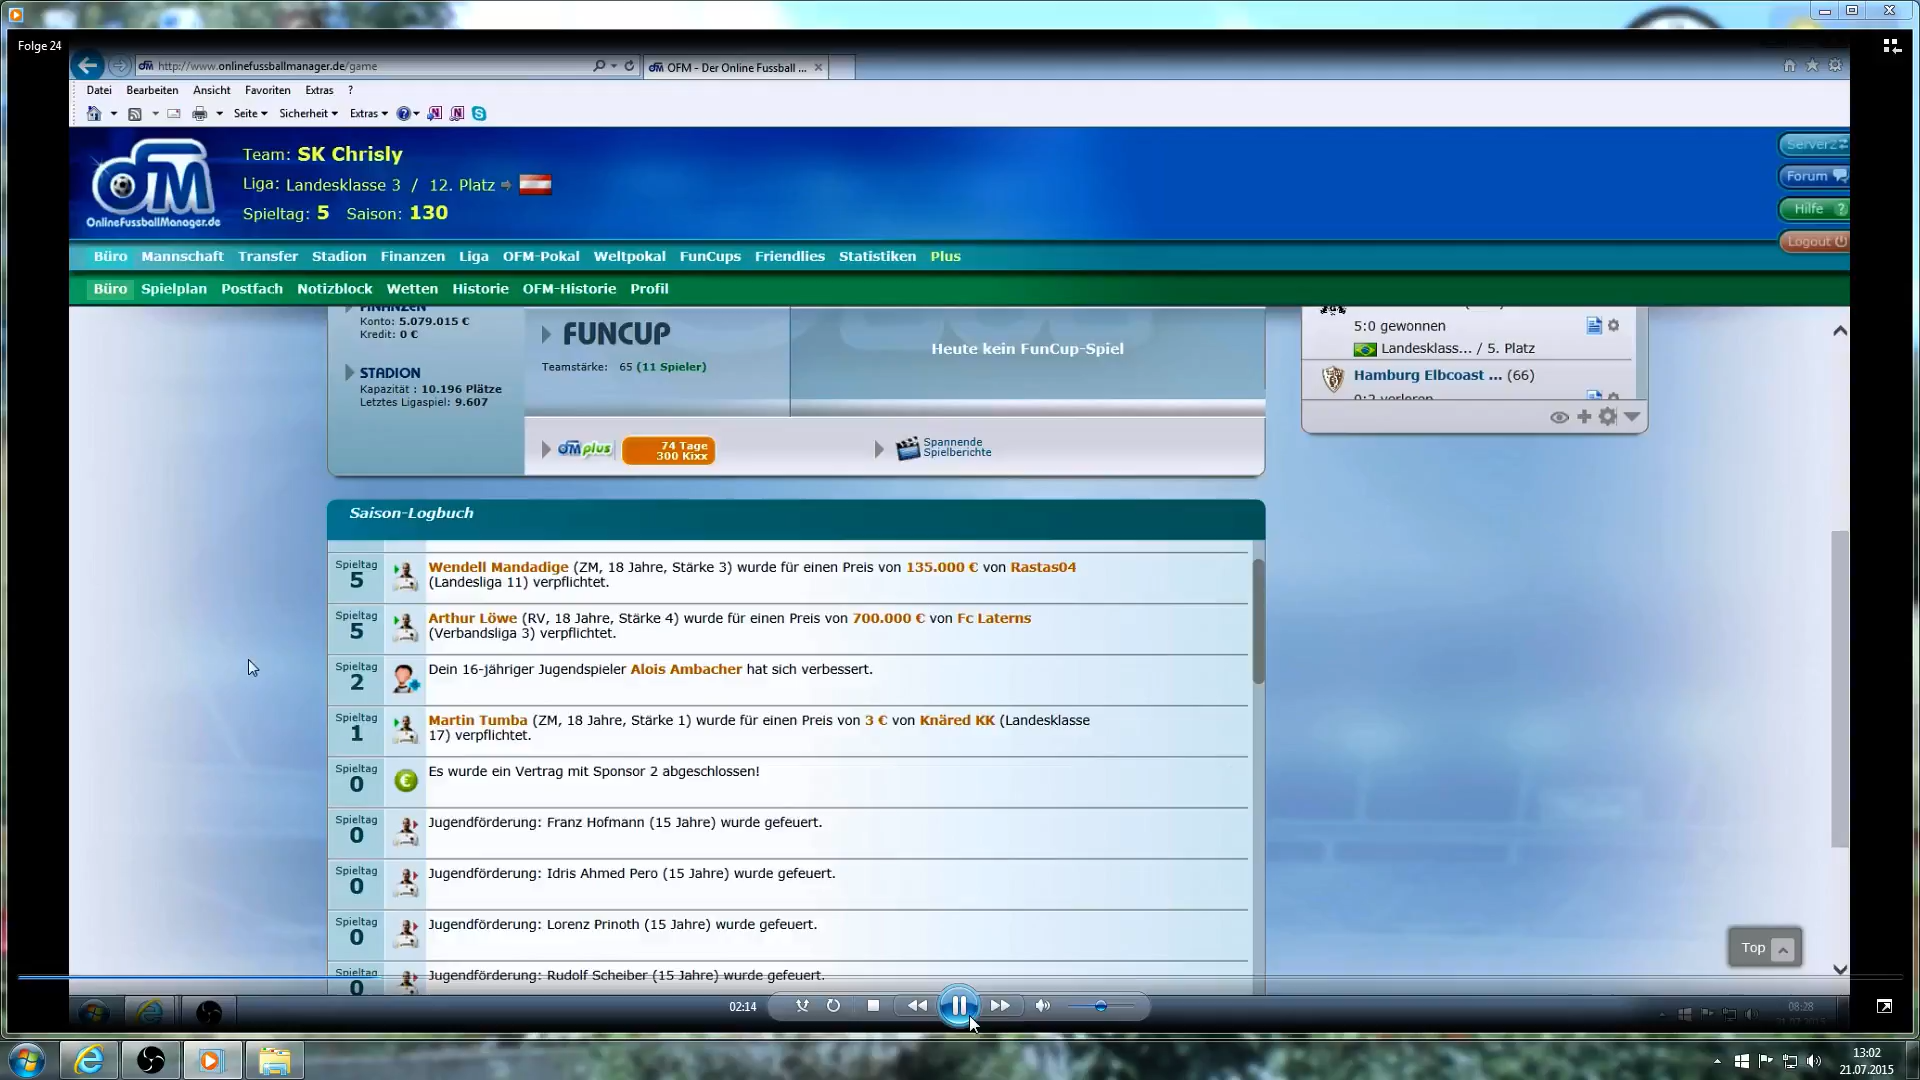 Folge 24
http://www.onlinefussballmanager.de/game
OFM - Der Online Fussball ...
Datei Bearbeiten Ansicht Favoriten Extras ?
Seite Sicherheit Extras
OFM
OnlineFussballManager.de
Team: SK Chrisly
Liga: Landesklasse 3 / 12. Platz
Spieltag: 5 Saison: 130
Server2
Forum
Hilfe ?
Logout
Büro Mannschaft Transfer Stadion Finanzen Liga OFM-Pokal Weltpokal FunCups Friendlies Statistiken Plus
Büro Spielplan Postfach Notizblock Wetten Historie OFM-Historie Profil
FINANZEN
Konto: 5.079.015 €
Kredit: 0 €
STADION
Kapazität : 10.196 Plätze
Letztes Ligaspiel: 9.607
FUNCUP
Teamstärke: 65 (11 Spieler)
Heute kein FunCup-Spiel
5:0 gewonnen
Landesklass... / 5. Platz
Hamburg Elbcoast ... (66)
0:2 verloren
OFM plus
74 Tage
300 Kixx
Spannende
Spielberichte
Saison-Logbuch
Spieltag
5
Wendell Mandadige (ZM, 18 Jahre, Stärke 3) wurde für einen Preis von 135.000 € von Rastas04
(Landesliga 11) verpflichtet.
Spieltag
5
Arthur Löwe (RV, 18 Jahre, Stärke 4) wurde für einen Preis von 700.000 € von Fc Laterns
(Verbandsliga 3) verpflichtet.
Spieltag
2
Dein 16-jähriger Jugendspieler Alois Ambacher hat sich verbessert.
Spieltag
1
Martin Tumba (ZM, 18 Jahre, Stärke 1) wurde für einen Preis von 3 € von Knäred KK (Landesklasse
17) verpflichtet.
Spieltag
0
Es wurde ein Vertrag mit Sponsor 2 abgeschlossen!
Spieltag
0
Jugendförderung: Franz Hofmann (15 Jahre) wurde gefeuert.
Spieltag
0
Jugendförderung: Idris Ahmed Pero (15 Jahre) wurde gefeuert.
Spieltag
0
Jugendförderung: Lorenz Prinoth (15 Jahre) wurde gefeuert.
Spieltag
0
Jugendförderung: Rudolf Scheiber (15 Jahre) wurde gefeuert.
Top
02:14
08:28
21.07.2015
13:02
21.07.2015